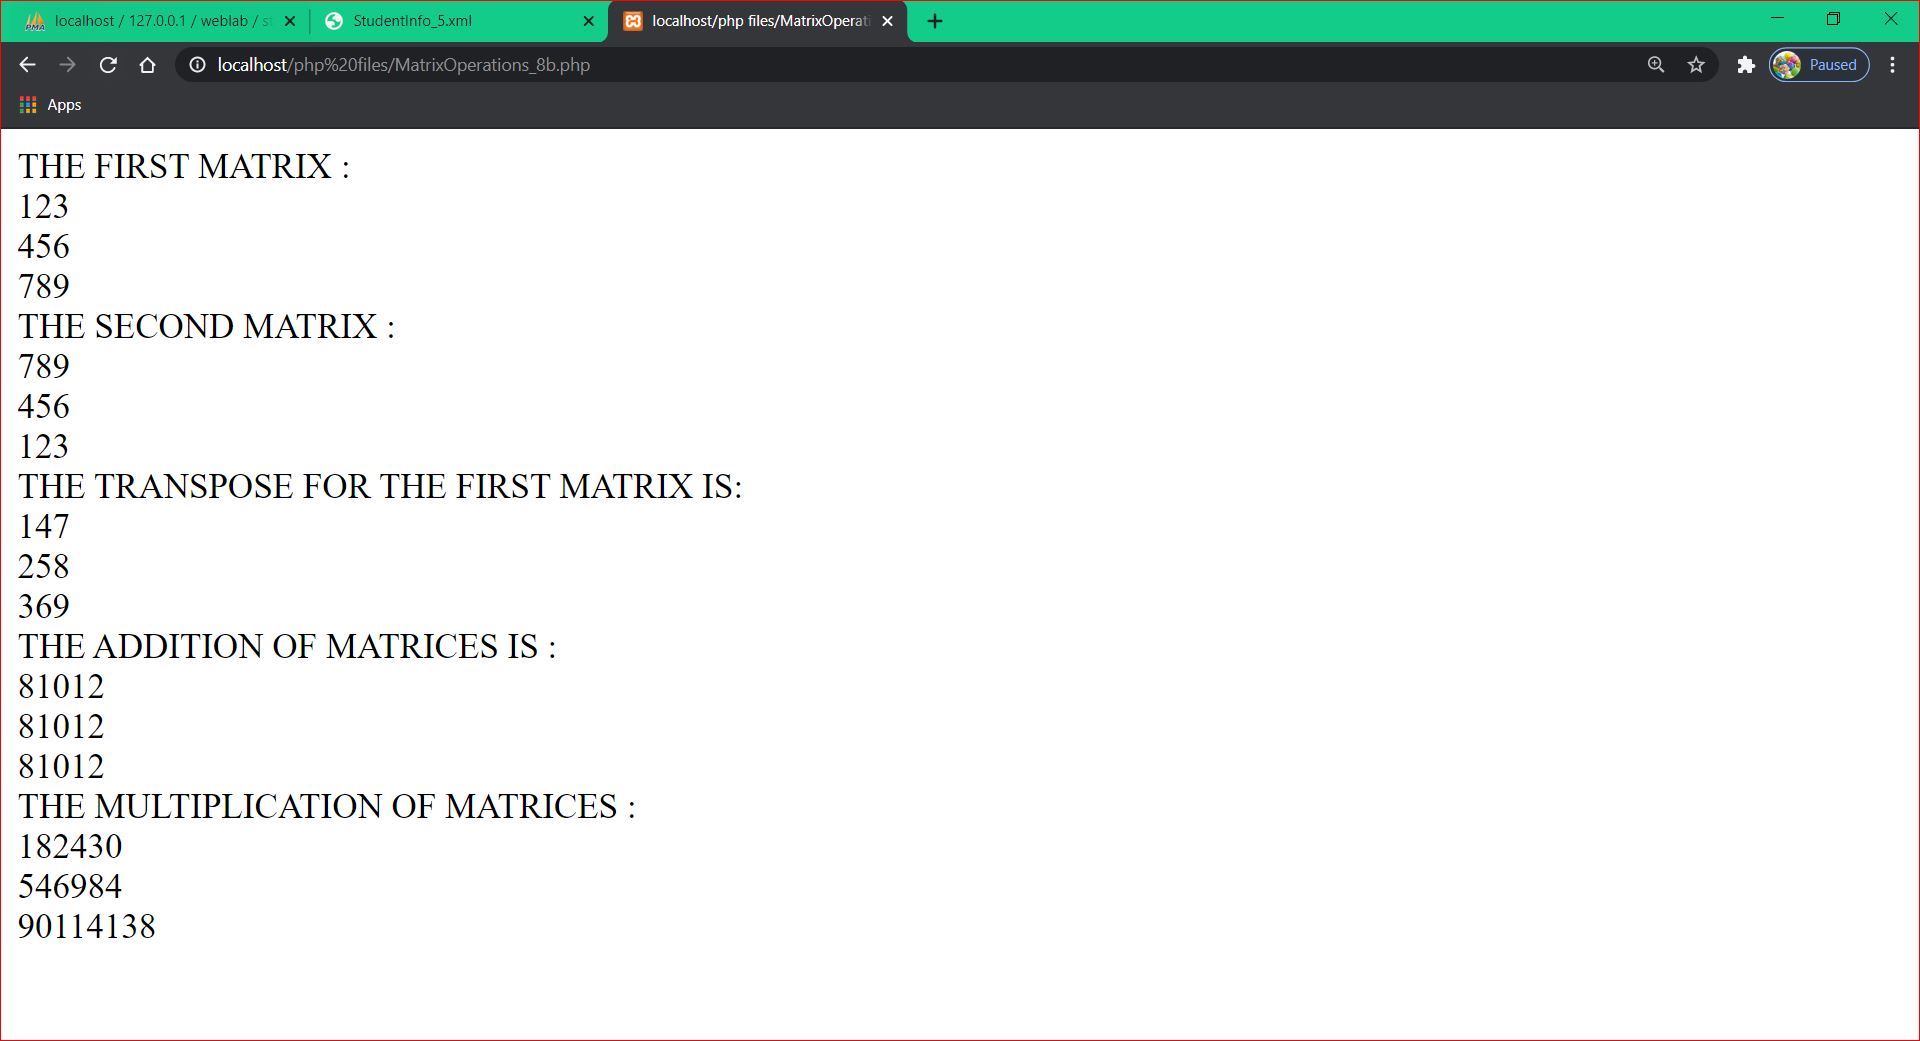 localhost / 127.0.0.1 / weblab / st
StudentInfo_5.xml
localhost/php files/MatrixOperati
localhost/php%20files/MatrixOperations_8b.php
Paused
Apps
THE FIRST MATRIX :
123
456
789
THE SECOND MATRIX :
789
456
123
THE TRANSPOSE FOR THE FIRST MATRIX IS:
147
258
369
THE ADDITION OF MATRICES IS :
81012
81012
81012
THE MULTIPLICATION OF MATRICES :
182430
546984
90114138